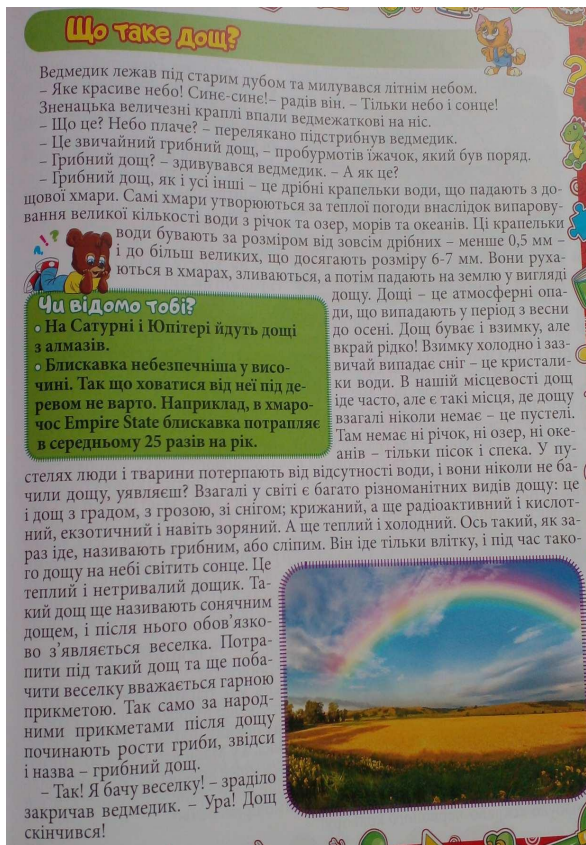 Що таке дощ?
Ведмедик лежав під старим дубом та милувався літнім небом.
– Яке красиве небо! Синє-синє!– радів він. – Тільки небо і сонце!
Зненацька величезні краплі впали ведмежаткові на ніс.
– Що це? Небо плаче? – перелякано підстрибнув ведмедик.
– Це звичайний грибний дощ, – пробурмотів їжачок, який був поряд.
– Грибний дощ? – здивувався ведмедик. – А як це?
– Грибний дощ, як і усі інші – це дрібні крапельки води, що падають з до-
щової хмари. Самі хмари утворюються за теплої погоди внаслідок випарову-
вання великої кількості води з річок та озер, морів та океанів. Ці крапельки
води бувають за розміром від зовсім дрібних – менше 0,5 мм –
і до більш великих, що досягають розміру 6-7 мм. Вони руха-
ються в хмарах, зливаються, а потім падають на землю у вигляді
дощу. Дощі – це атмосферні опа-
ди, що випадають у період з весни
до осені. Дощ буває і взимку, але
вкрай рідко! Взимку холодно і заз-
вичай випадає сніг – це кристали-
ки води. В нашій місцевості дощ
іде часто, але є такі місця, де дощу
взагалі ніколи немає – це пустелі.
Там немає ні річок, ні озер, ні оке-
анів – тільки пісок і спека. У пу-
Чи відомо тобі?
• На Сатурні і Юпітері йдуть дощі
з алмазів.
• Блискавка небезпечніша у висо-
чині. Так що ховатися від неї під де-
ревом не варто. Наприклад, в хмаро-
чос Empire State блискавка потрапляє
в середньому 25 разів на рік.
стелях люди і тварини потерпають від відсутності води, і вони ніколи не ба-
чили дощу, уявляєш? Взагалі у світі є багато різноманітних видів дощу: це
і дощ з градом, з грозою, зі снігом; крижаний, а ще радіоактивний і кислот-
ний, екзотичний і навіть зоряний. А ще теплий і холодний. Ось такий, як за-
раз іде, називають грибним, або сліпим. Він іде тільки влітку, і під час тако-
го дощу на небі світить сонце. Це
теплий і нетривалий дощик. Та-
кий дощ ще називають сонячним
дощем, і після нього обов’язко-
во з’являється веселка. Потра-
пити під такий дощ та ще поба-
чити веселку вважається гарною
прикметою. Так само за народ-
ними прикметами після дощу
починають рости гриби, звідси
і назва – грибний дощ.
– Так! Я бачу веселку! – зраділо
закричав ведмедик. – Ура! Дощ
скінчився!